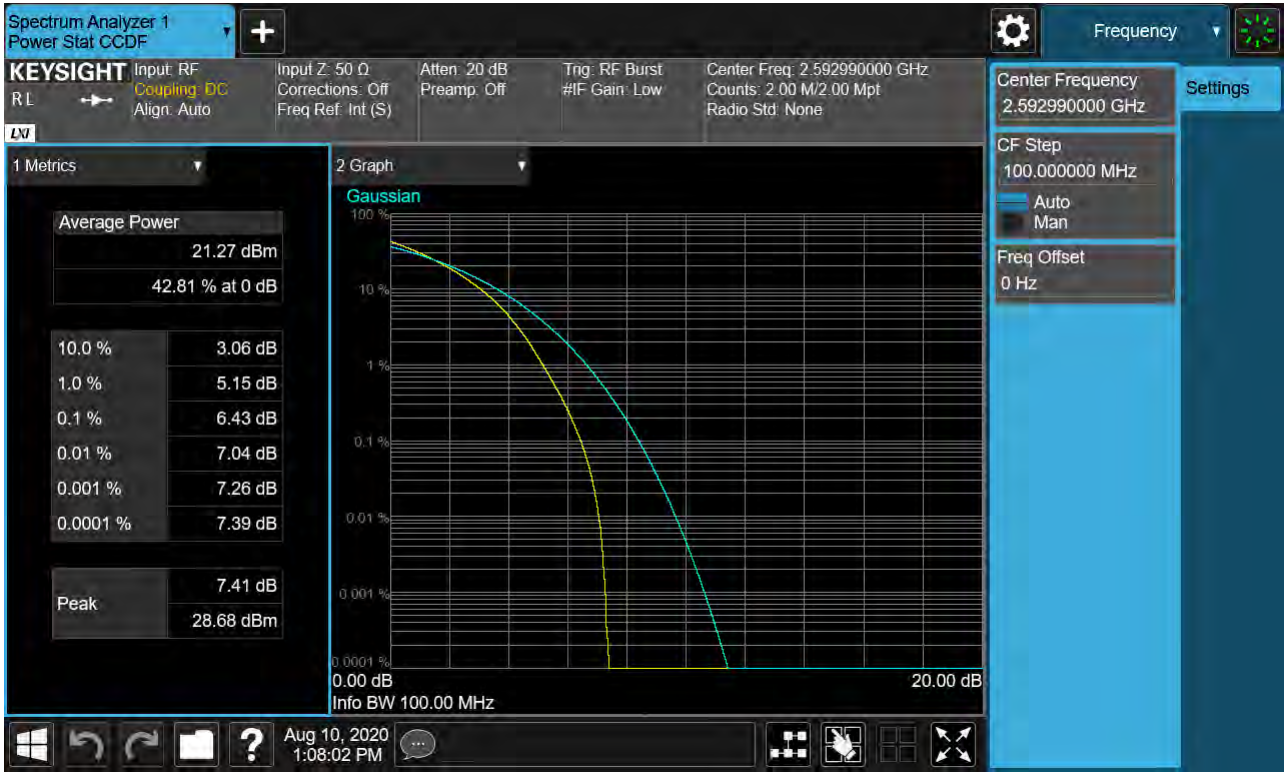 Spectrum Analyzer 1
Power Stat CCDF
Frequency
KEYSIGHT
R L
LXI
Input: RF
Coupling: DC
Align: Auto
Input Z: 50 Ω
Corrections: Off
Freq Ref: Int (S)
Atten: 20 dB
Preamp: Off
Trig: RF Burst
#IF Gain: Low
Center Freq: 2.592990000 GHz
Counts: 2.00 M/2.00 Mpt
Radio Std: None
Center Frequency
2.592990000 GHz
Settings
CF Step
100.000000 MHz
Auto
Man
Freq Offset
0 Hz
1 Metrics
Average Power
21.27 dBm
42.81 % at 0 dB
10.0 % 3.06 dB
1.0 % 5.15 dB
0.1 % 6.43 dB
0.01 % 7.04 dB
0.001 % 7.26 dB
0.0001 % 7.39 dB
Peak
7.41 dB
28.68 dBm
2 Graph
Gaussian
100 %
10 %
1 %
0.1 %
0.01 %
0.001 %
0.0001 %
0.00 dB 20.00 dB
Info BW 100.00 MHz
?
Aug 10, 2020
1:08:02 PM